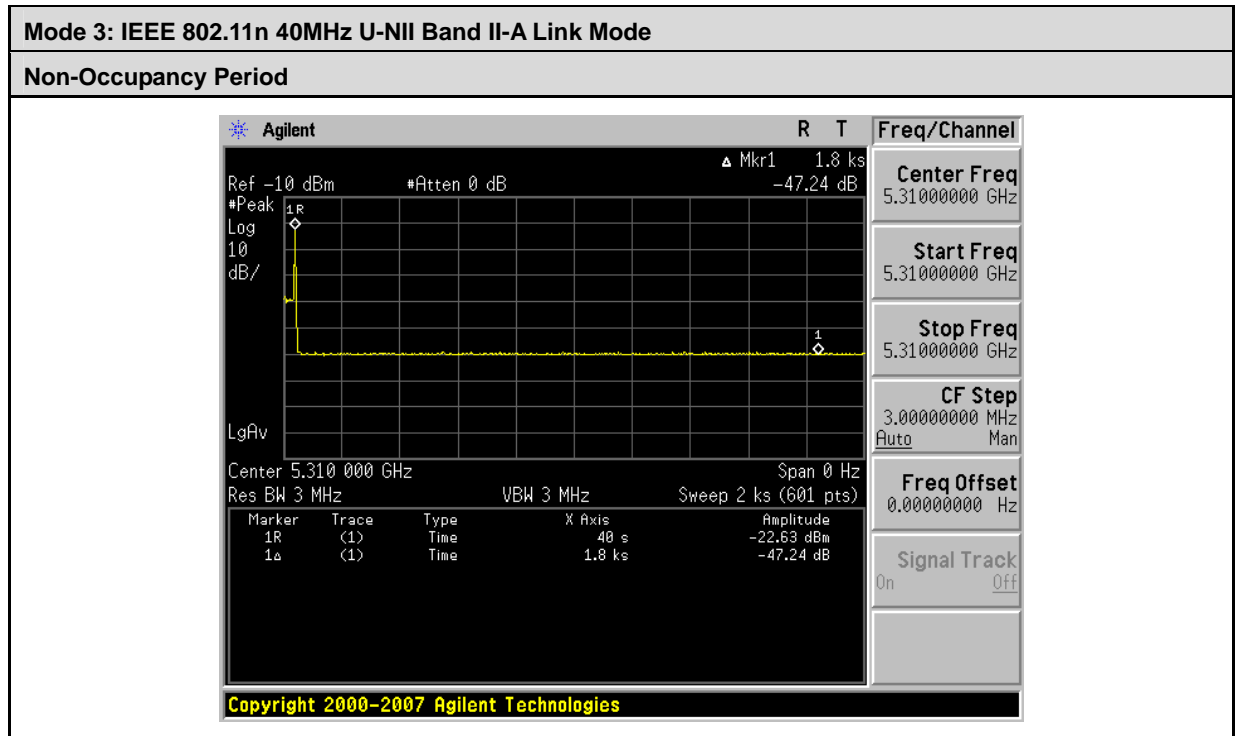 Mode 3: IEEE 802.11n 40MHz U-NII Band II-A Link Mode
Non-Occupancy Period
Agilent R T Freq/Channel
Δ Mkr1 1.8 ks
Ref -10 dBm #Atten 0 dB -47.24 dB
#Peak
Log
10
dB/
1R
1
LgAv
Center 5.310 000 GHz Span 0 Hz
Res BW 3 MHz VBW 3 MHz Sweep 2 ks (601 pts)
Marker Trace Type X Axis Amplitude
1R (1) Time 40 s -22.63 dBm
1Δ (1) Time 1.8 ks -47.24 dB
Center Freq
5.31000000 GHz
Start Freq
5.31000000 GHz
Stop Freq
5.31000000 GHz
CF Step
3.00000000 MHz
Auto Man
Freq Offset
0.00000000 Hz
Signal Track
On Off
Copyright 2000-2007 Agilent Technologies